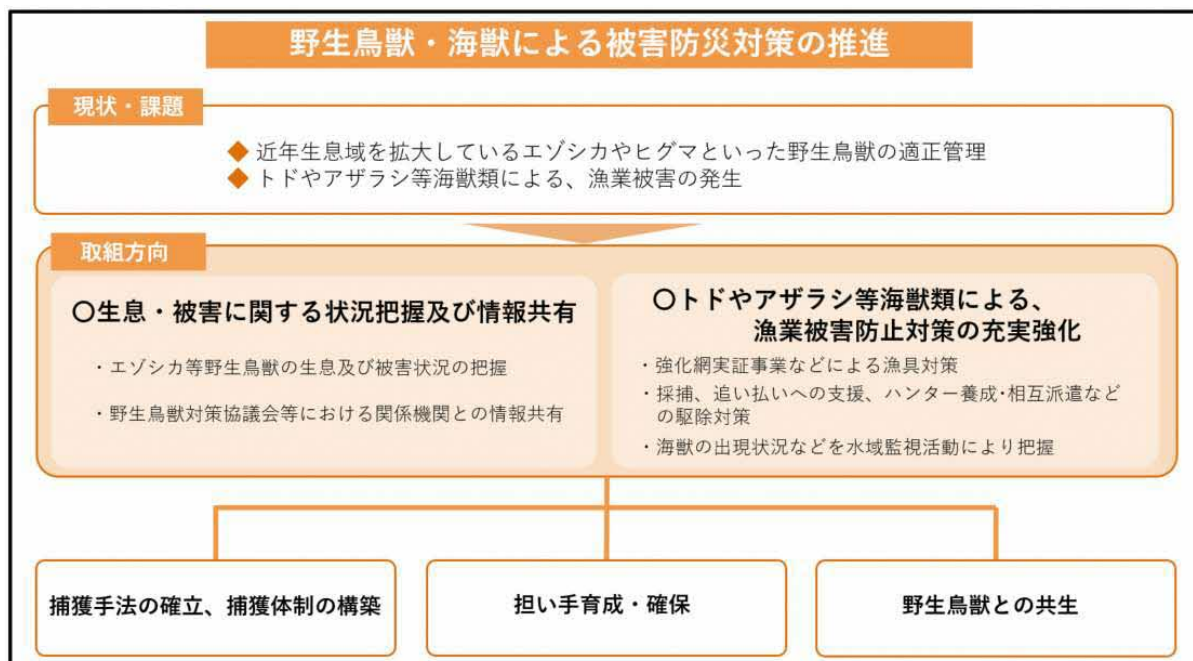 野生鳥獣・海獣による被害防災対策の推進
現状・課題
◆ 近年生息域を拡大しているエゾシカやヒグマといった野生鳥獣の適正管理
◆ トドやアザラシ等海獣類による、漁業被害の発生
取組方向
〇生息・被害に関する状況把握及び情報共有
・エゾシカ等野生鳥獣の生息及び被害状況の把握
・野生鳥獣対策協議会等における関係機関との情報共有
〇トドやアザラシ等海獣類による、
漁業被害防止対策の充実強化
・強化網実証事業などによる漁具対策
・採捕、追い払いへの支援、ハンター養成・相互派遣など
の駆除対策
・海獣の出現状況などを水域監視活動により把握
捕獲手法の確立、捕獲体制の構築
担い手育成・確保
野生鳥獣との共生